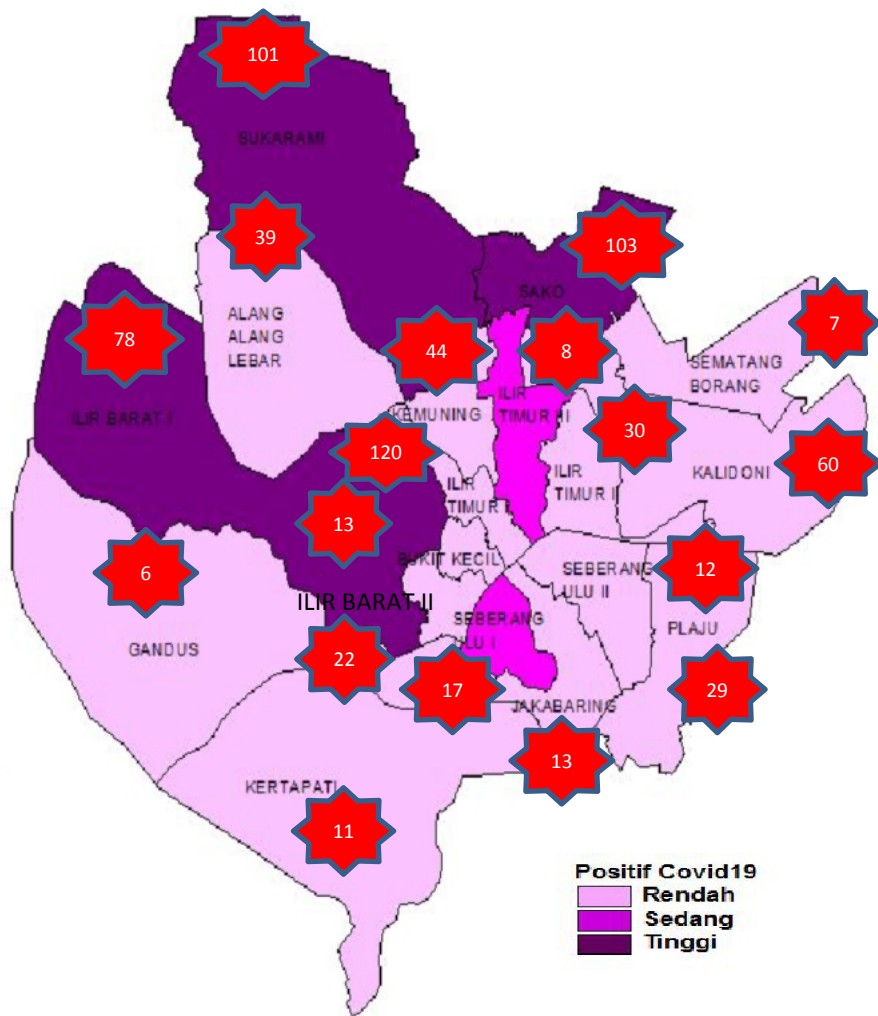 101
SUKARAMI
39
103
SAKO
ALANG
ALANG
LEBAR
78
44
8
7
SEMATANG
BORANG
ILIR BARAT I
KEMUNING
ILIR
TIMUR III
30
120
ILIR
TIMUR I
ILIR
TIMUR II
KALIDONI
60
13
6
BUKIT KECIL
SEBERANG
ULU II
12
ILIR BARAT II
SEBERANG
ULU I
PLAJU
GANDUS
22
17
29
JAKABARING
13
KERTAPATI
11
Positif Covid19
Rendah
Sedang
Tinggi